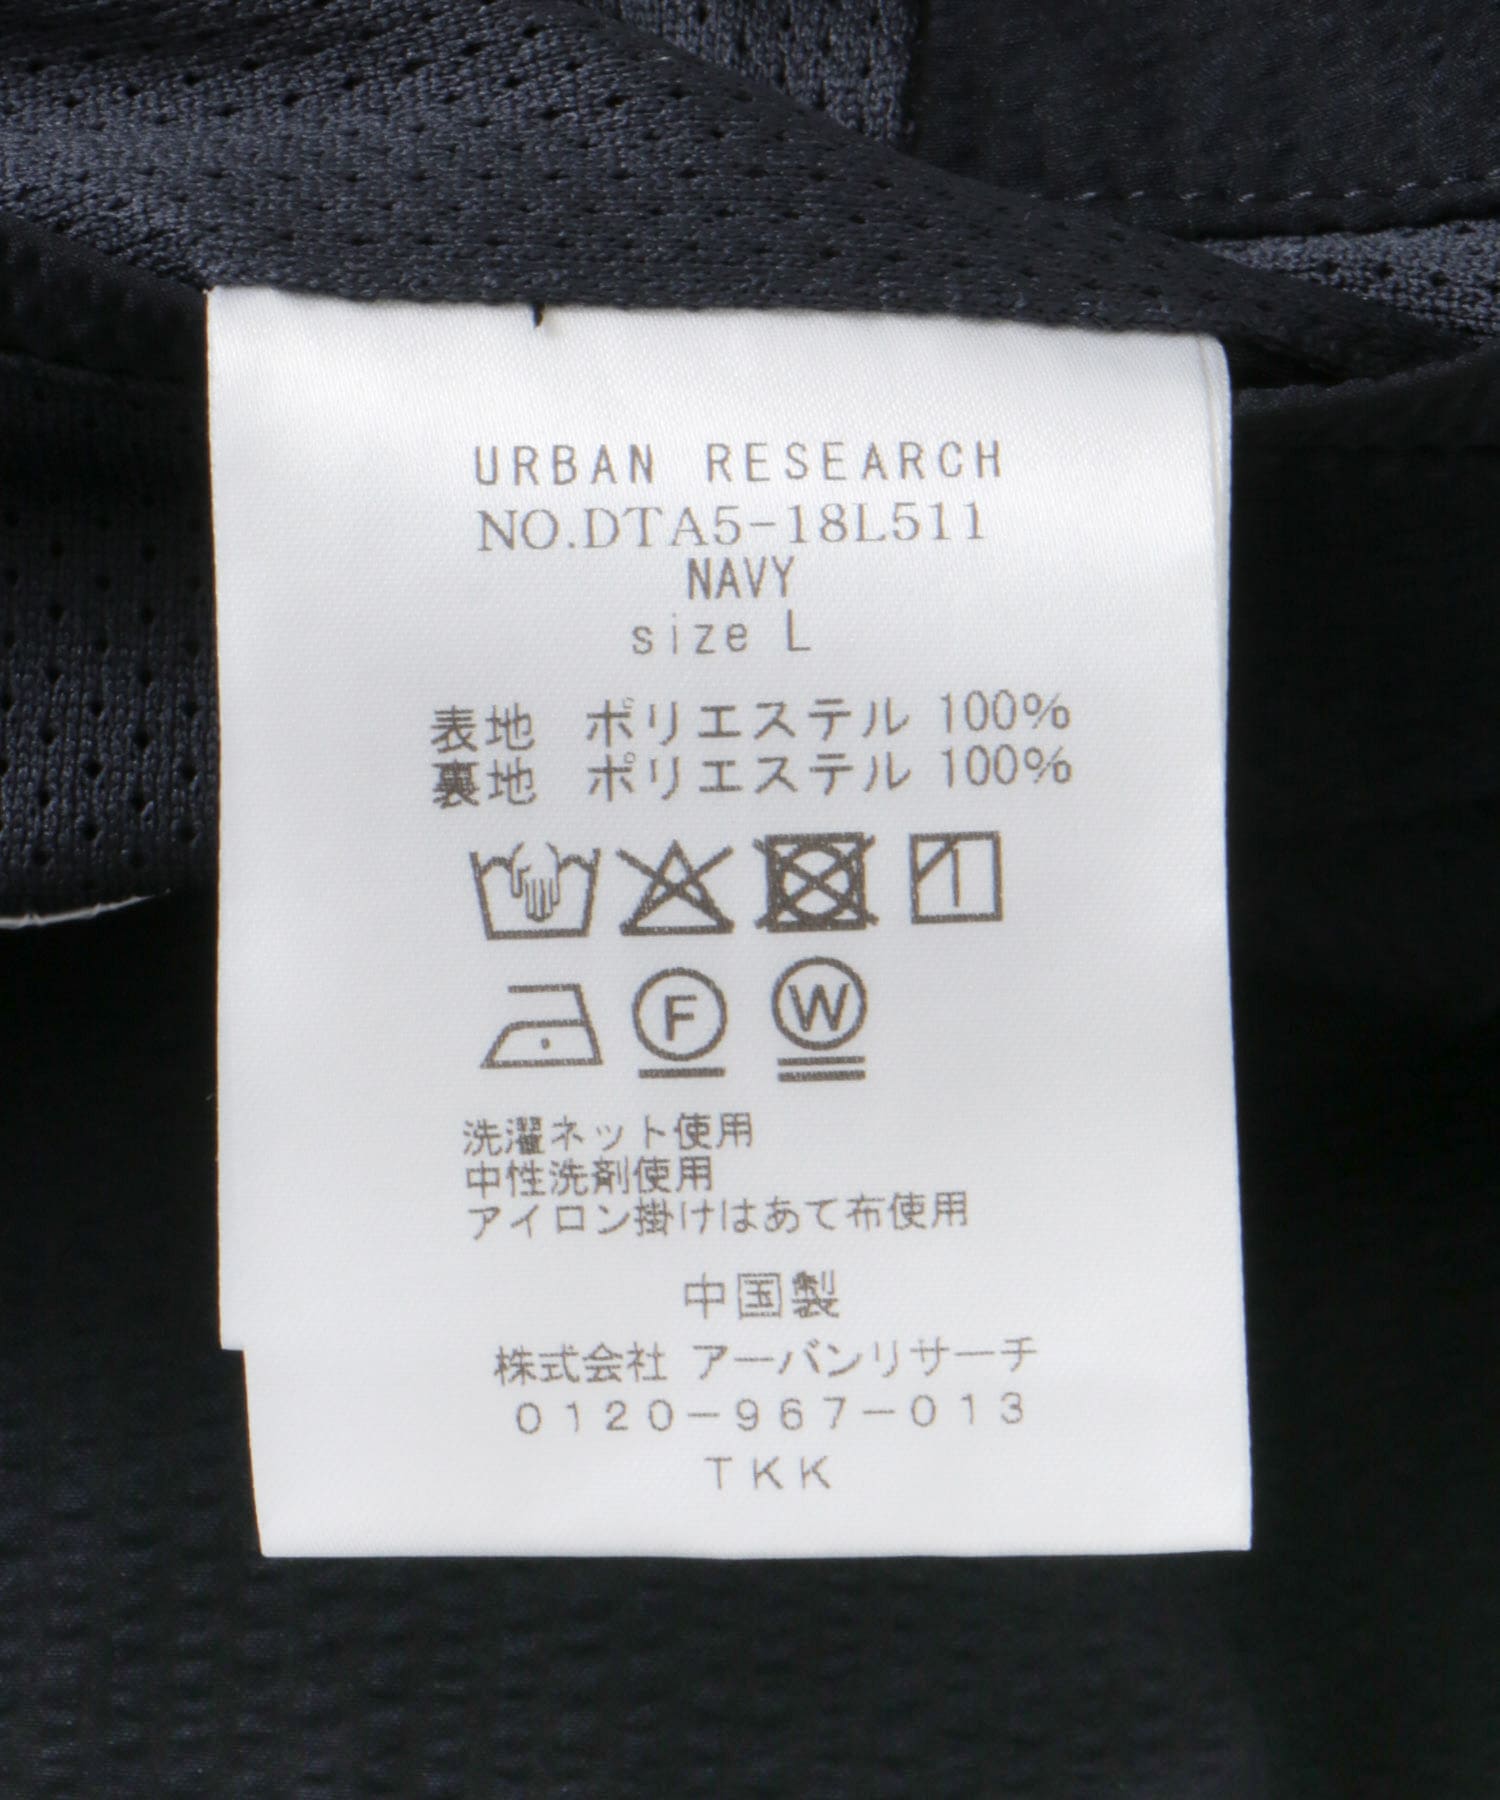 URBAN RESEARCH
NO.DTA5-18L511
NAVY
size L
表地 ポリエステル 100%
裏地 ポリエステル 100%
F W
洗濯ネット使用
中性洗剤使用
アイロン掛けはあて布使用
中国製
株式会社 アーバンリサーチ
0120-967-013
TKK